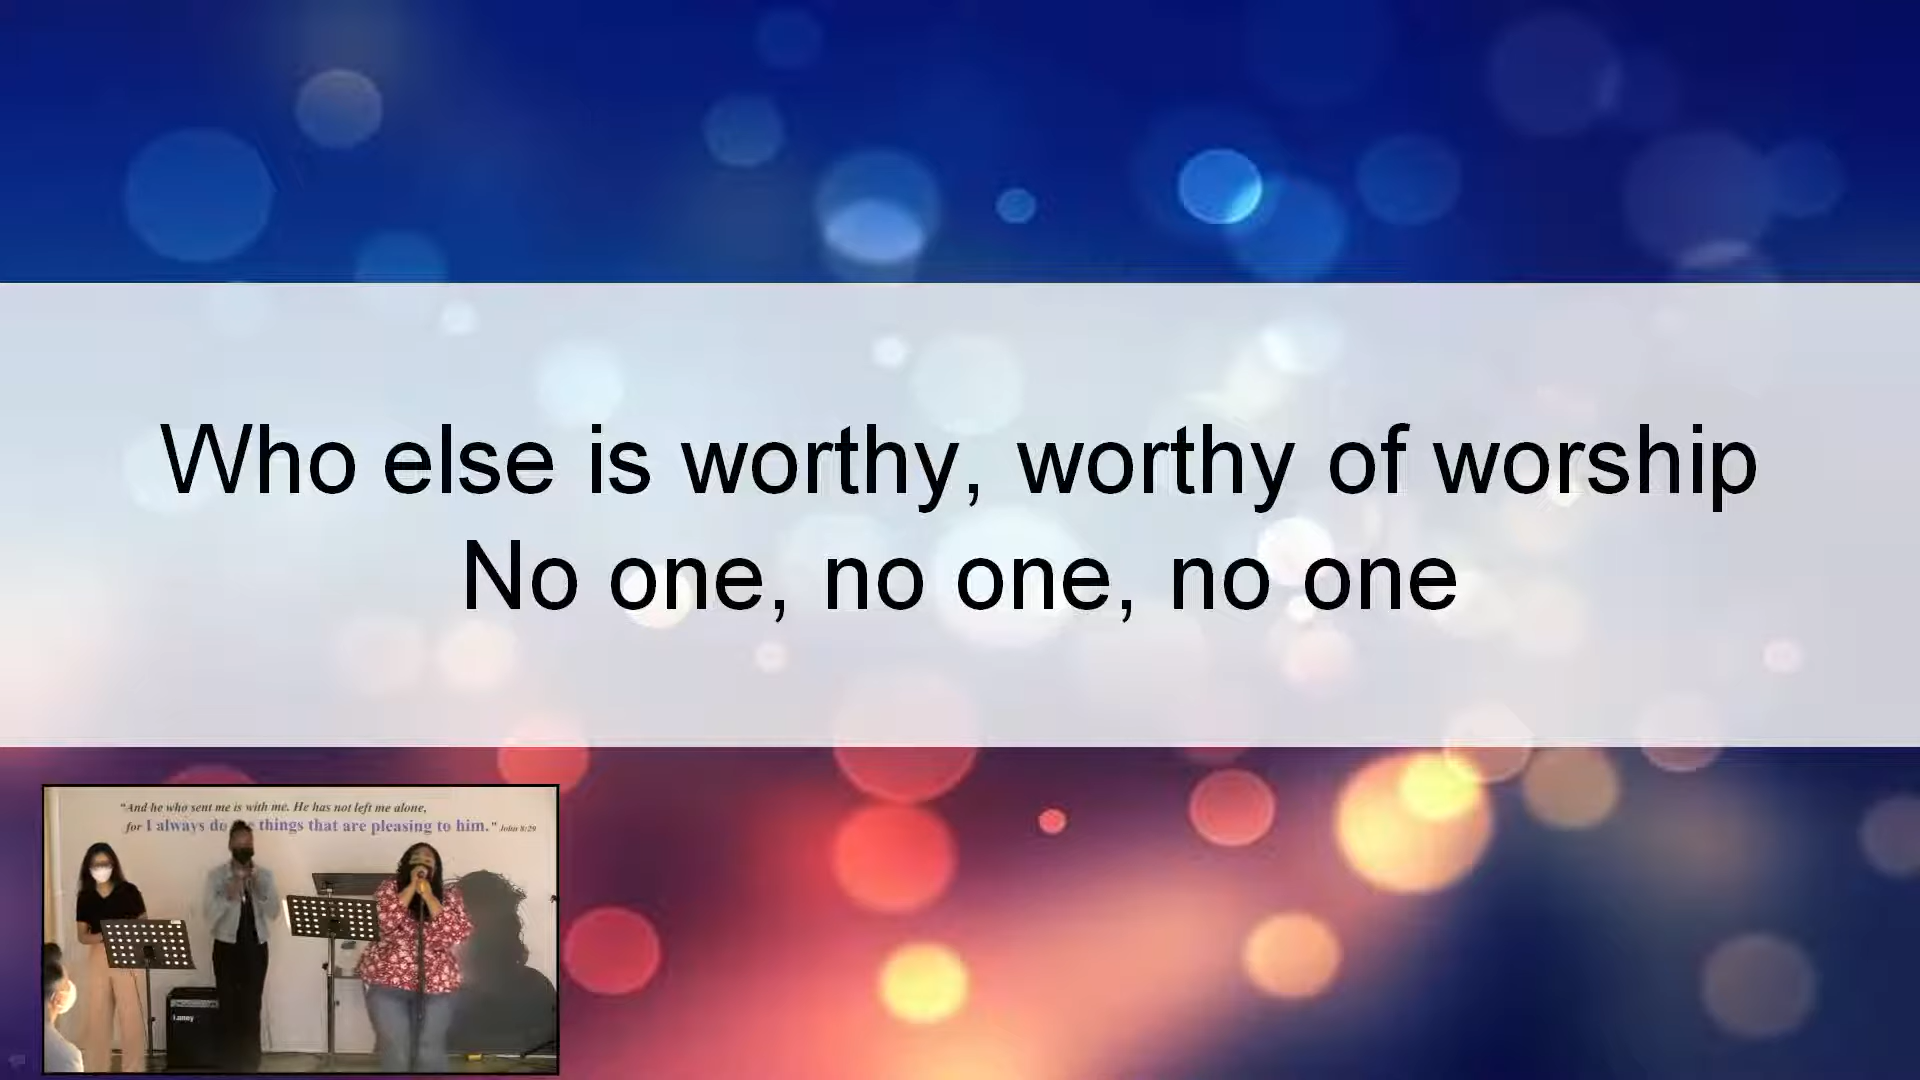 Who else is worthy, worthy of worship
No one, no one, no one
"And he who sent me is with me. He has not left me alone,
for I always do things that are pleasing to him." John 8:29
Laney